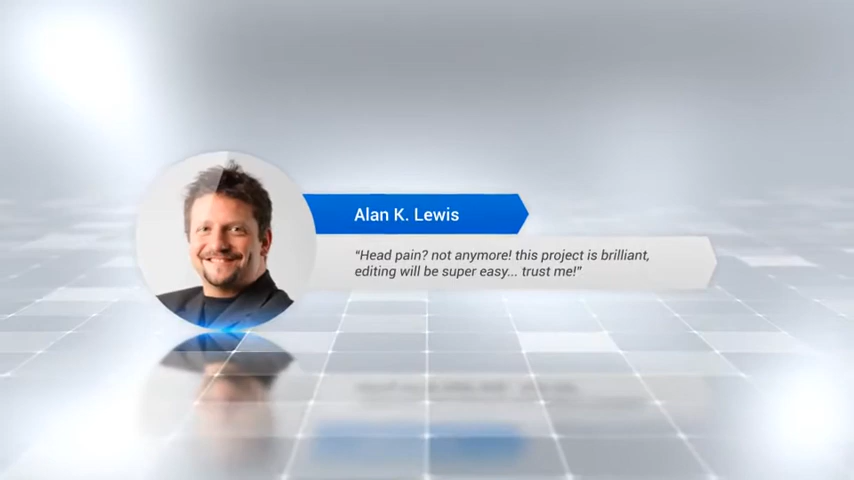 Alan K. Lewis
“Head pain? not anymore! this project is brilliant,
editing will be super easy... trust me!”